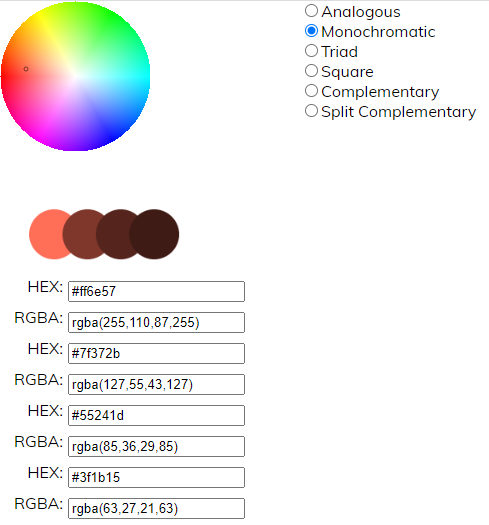 Analogous
Monochromatic
Triad
Square
Complementary
Split Complementary
HEX: #ff6e57
RGBA: rgba(255,110,87,255)
HEX: #7f372b
RGBA: rgba(127,55,43,127)
HEX: #55241d
RGBA: rgba(85,36,29,85)
HEX: #3f1b15
RGBA: rgba(63,27,21,63)